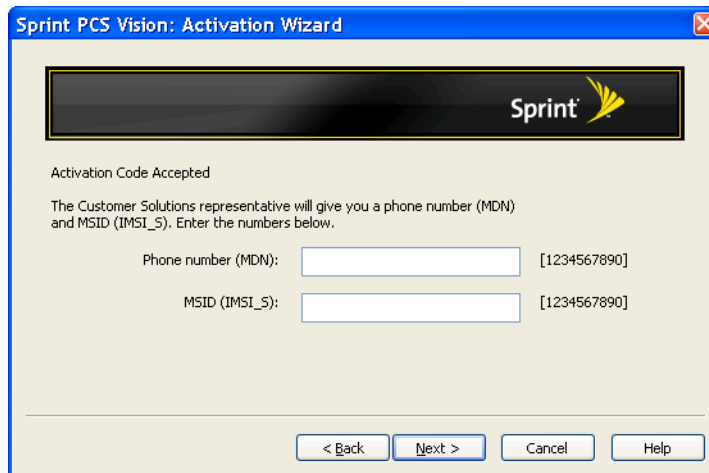 Sprint PCS Vision: Activation Wizard
Sprint
Activation Code Accepted
The Customer Solutions representative will give you a phone number (MDN)
and MSID (IMSI_S). Enter the numbers below.
Phone number (MDN): [1234567890]
MSID (IMSI_S): [1234567890]
< Back Next > Cancel Help